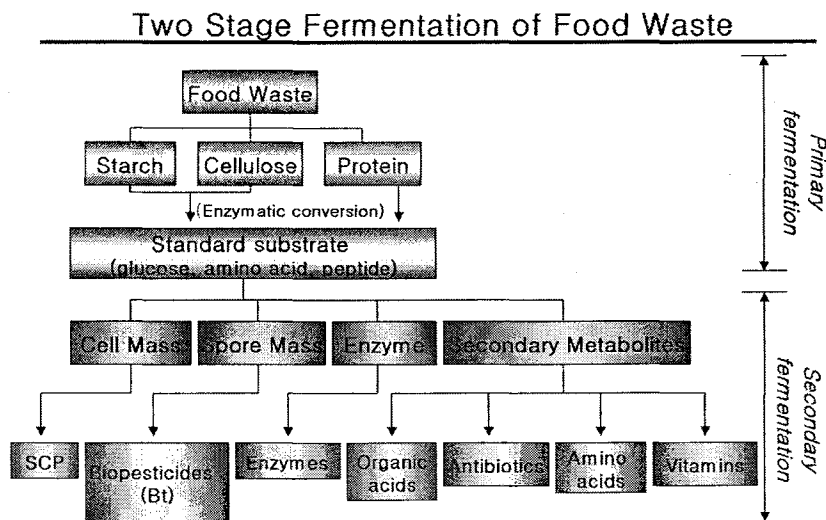 Two Stage Fermentation of Food Waste
Food Waste
Starch
Cellulose
Protein
(Enzymatic conversion)
Standard substrate
(glucose, amino acid, peptide)
Primary
fermentation
Cell Mass
Spore Mass
Enzyme
Secondary Metabolites
SCP
Biopesticides
(Bt)
Enzymes
Organic
acids
Antibiotics
Amino
acids
Vitamins
Secondary
fermentation